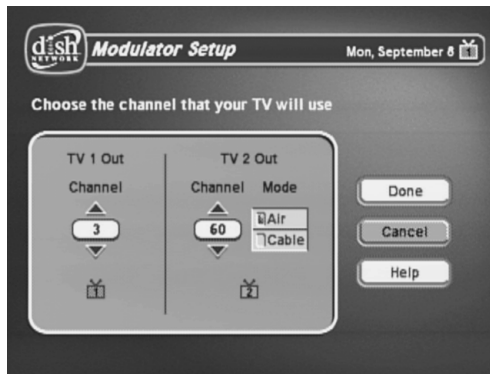 dish
NETWORK
Modulator Setup
Mon, September 8
1
Choose the channel that your TV will use
TV 1 Out
TV 2 Out
Channel
Channel Mode
3
60
Air
Cable
1
2
Done
Cancel
Help